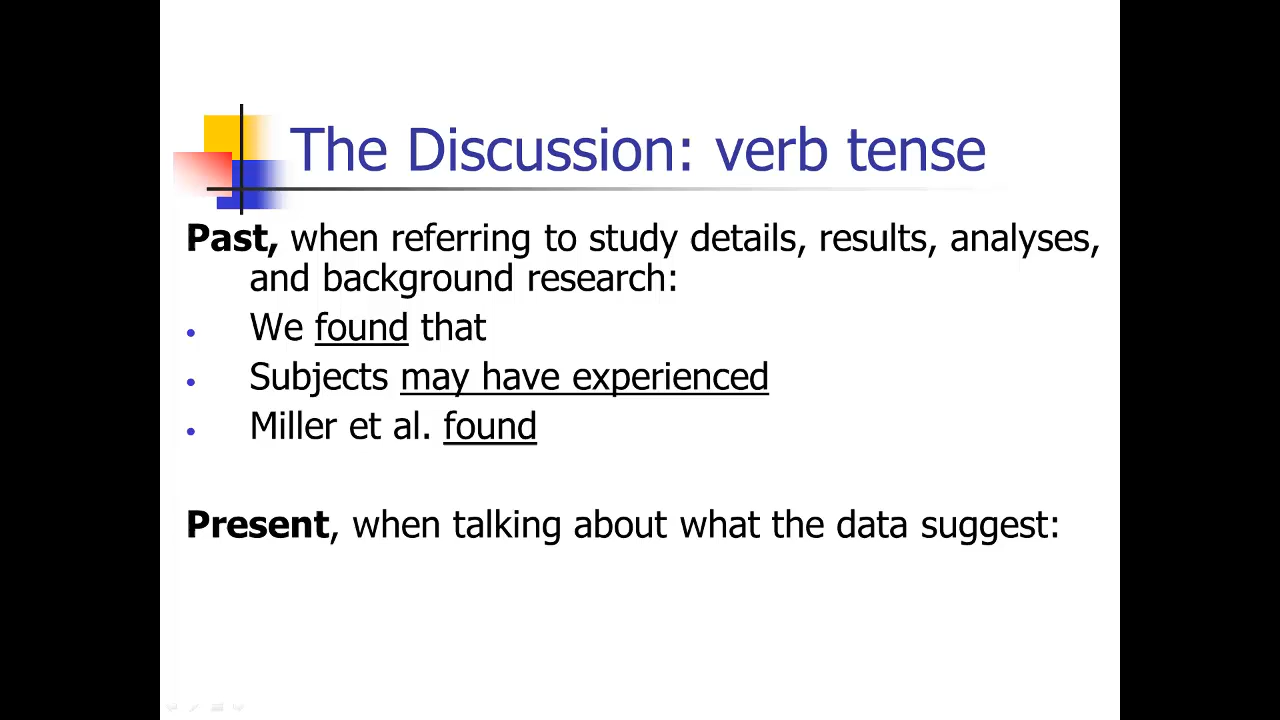 The Discussion: verb tense
Past, when referring to study details, results, analyses,
and background research:
• We found that
• Subjects may have experienced
• Miller et al. found
Present, when talking about what the data suggest: